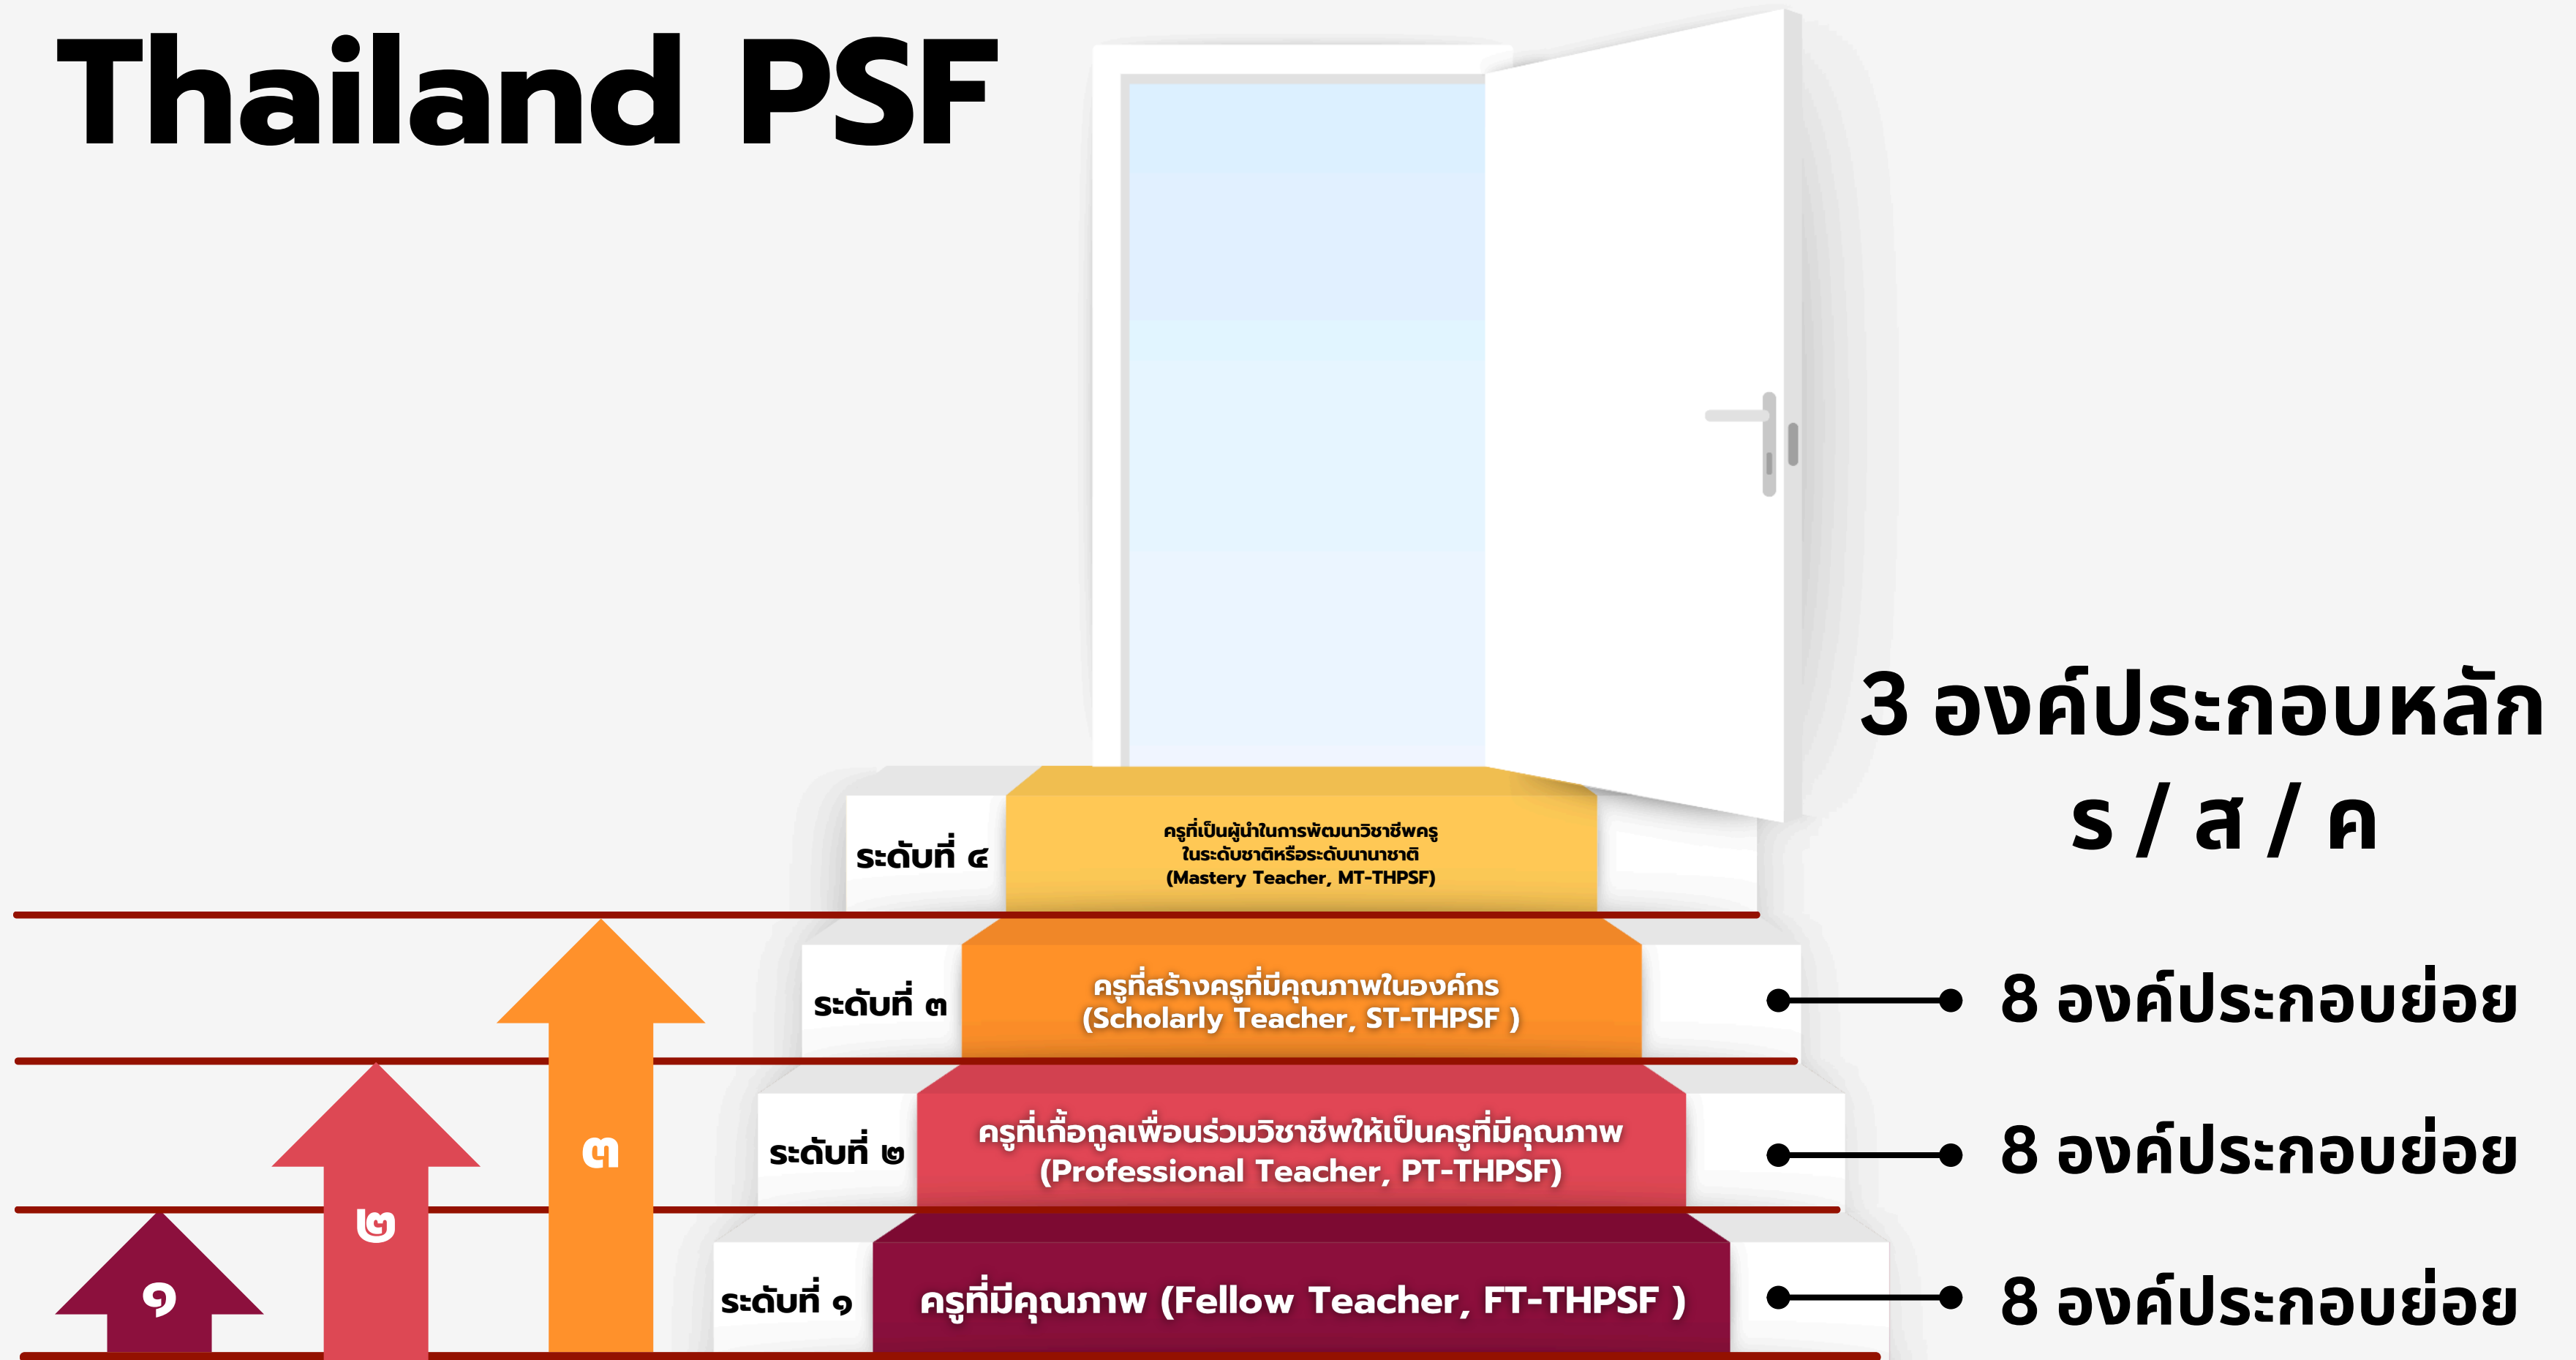 Thailand PSF
3 องค์ประกอบหลัก
ร / ส / ค
ระดับที่ ๔
ครูที่เป็นผู้นำในการพัฒนาวิชาชีพครู
ในระดับชาติหรือระดับนานาชาติ
(Mastery Teacher, MT-THPSF)
ระดับที่ ๓
ครูที่สร้างครูที่มีคุณภาพในองค์กร
(Scholarly Teacher, ST-THPSF )
8 องค์ประกอบย่อย
๓
ระดับที่ ๒
ครูที่เกื้อกูลเพื่อนร่วมวิชาชีพให้เป็นครูที่มีคุณภาพ
(Professional Teacher, PT-THPSF)
8 องค์ประกอบย่อย
๒
๑
ระดับที่ ๑
ครูที่มีคุณภาพ (Fellow Teacher, FT-THPSF )
8 องค์ประกอบย่อย